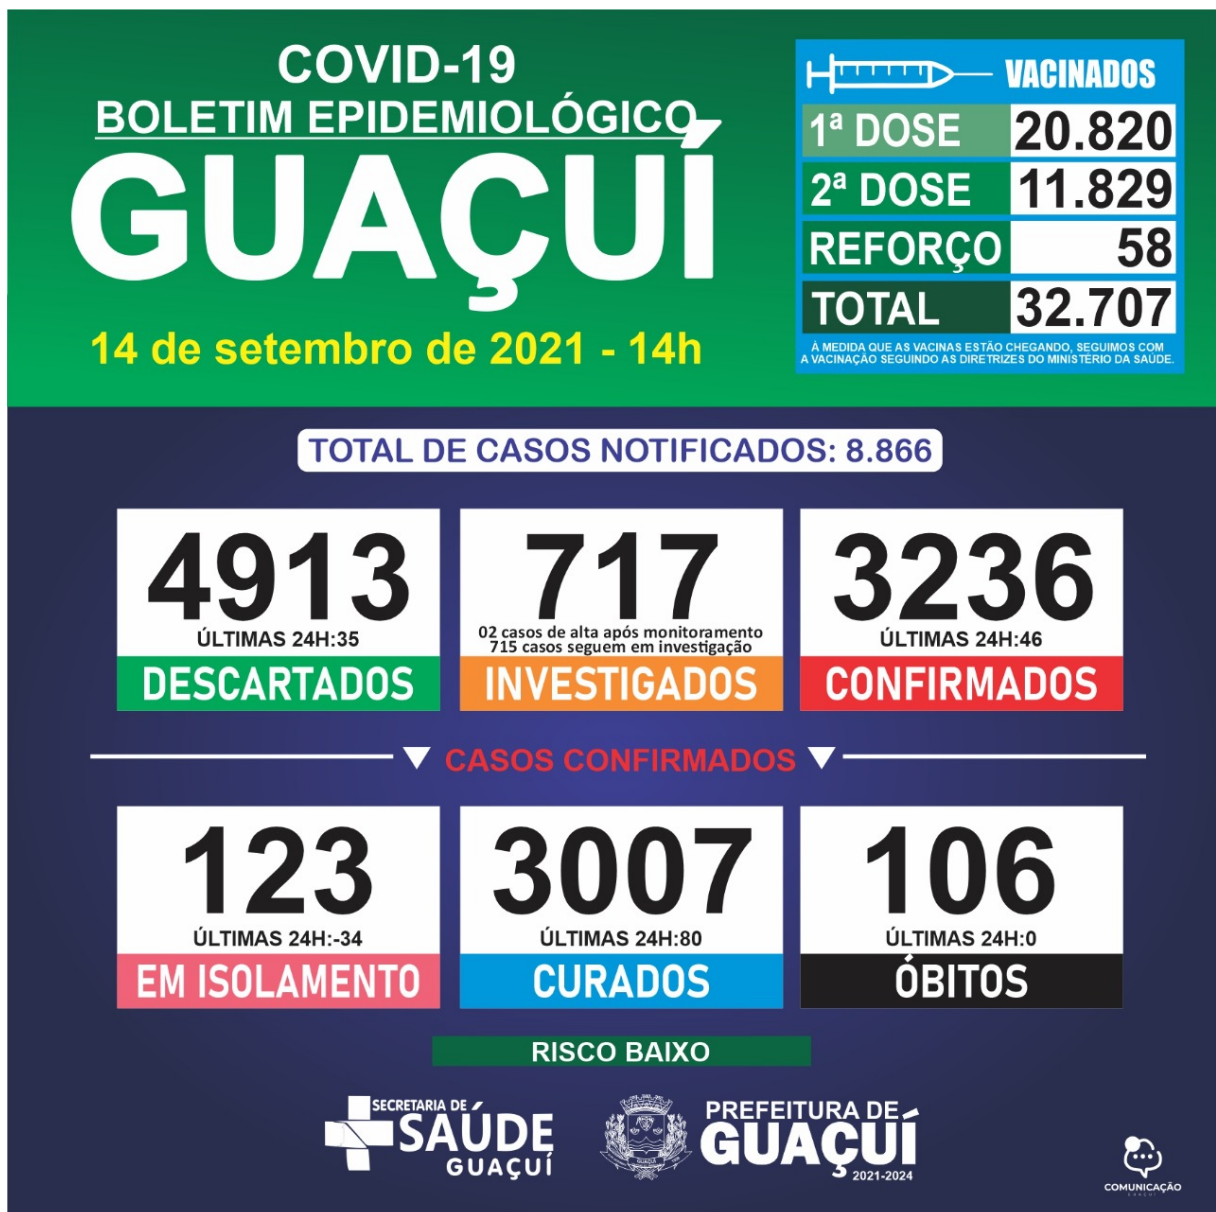 COVID-19
BOLETIM EPIDEMIOLÓGICO
GUAÇUÍ
14 de setembro de 2021 - 14h
VACINADOS
1ª DOSE 20.820
2ª DOSE 11.829
REFORÇO 58
TOTAL 32.707
À MEDIDA QUE AS VACINAS ESTÃO CHEGANDO, SEGUIMOS COM
A VACINAÇÃO SEGUINDO AS DIRETRIZES DO MINISTÉRIO DA SAÚDE.
TOTAL DE CASOS NOTIFICADOS: 8.866
4913
ÚLTIMAS 24H:35
DESCARTADOS
717
02 casos de alta após monitoramento
715 casos seguem em investigação
INVESTIGADOS
3236
ÚLTIMAS 24H:46
CONFIRMADOS
CASOS CONFIRMADOS
123
ÚLTIMAS 24H:-34
EM ISOLAMENTO
3007
ÚLTIMAS 24H:80
CURADOS
106
ÚLTIMAS 24H:0
ÓBITOS
RISCO BAIXO
SECRETARIA DE
SAÚDE
GUAÇUÍ
GUAÇUÍ
PREFEITURA DE
GUAÇUÍ
2021-2024
COMUNICAÇÃO
GUAÇUÍ